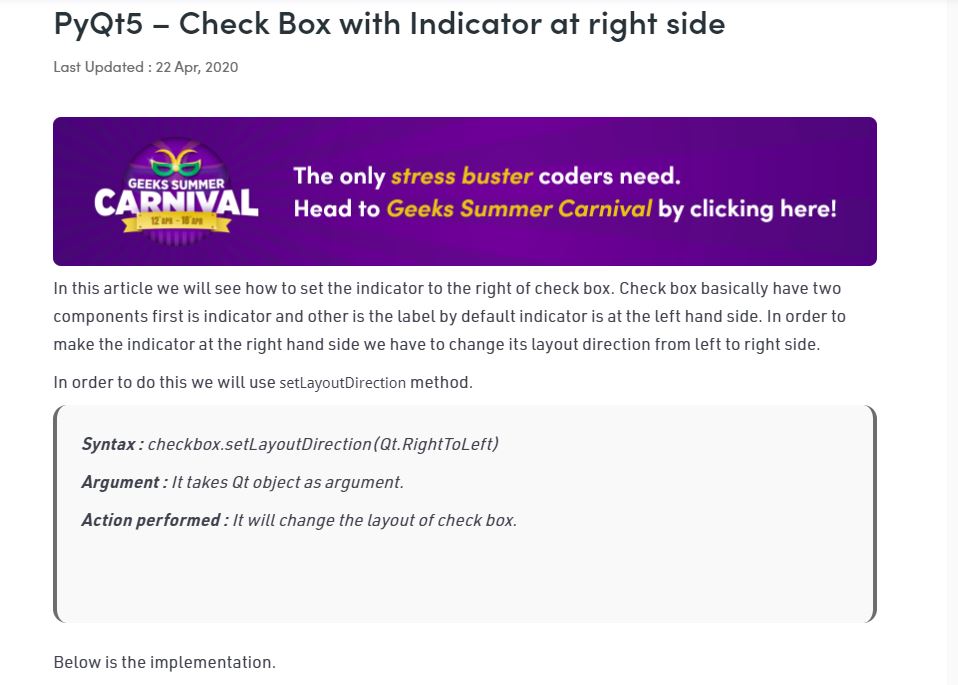 PyQt5 – Check Box with Indicator at right side
Last Updated : 22 Apr, 2020
GEEKS SUMMER
CARNIVAL
12 APR - 18 APR
The only stress buster coders need.
Head to Geeks Summer Carnival by clicking here!
In this article we will see how to set the indicator to the right of check box. Check box basically have two
components first is indicator and other is the label by default indicator is at the left hand side. In order to
make the indicator at the right hand side we have to change its layout direction from left to right side.
In order to do this we will use setLayoutDirection method.
Syntax : checkbox.setLayoutDirection(Qt.RightToLeft)
Argument : It takes Qt object as argument.
Action performed : It will change the layout of check box.
Below is the implementation.